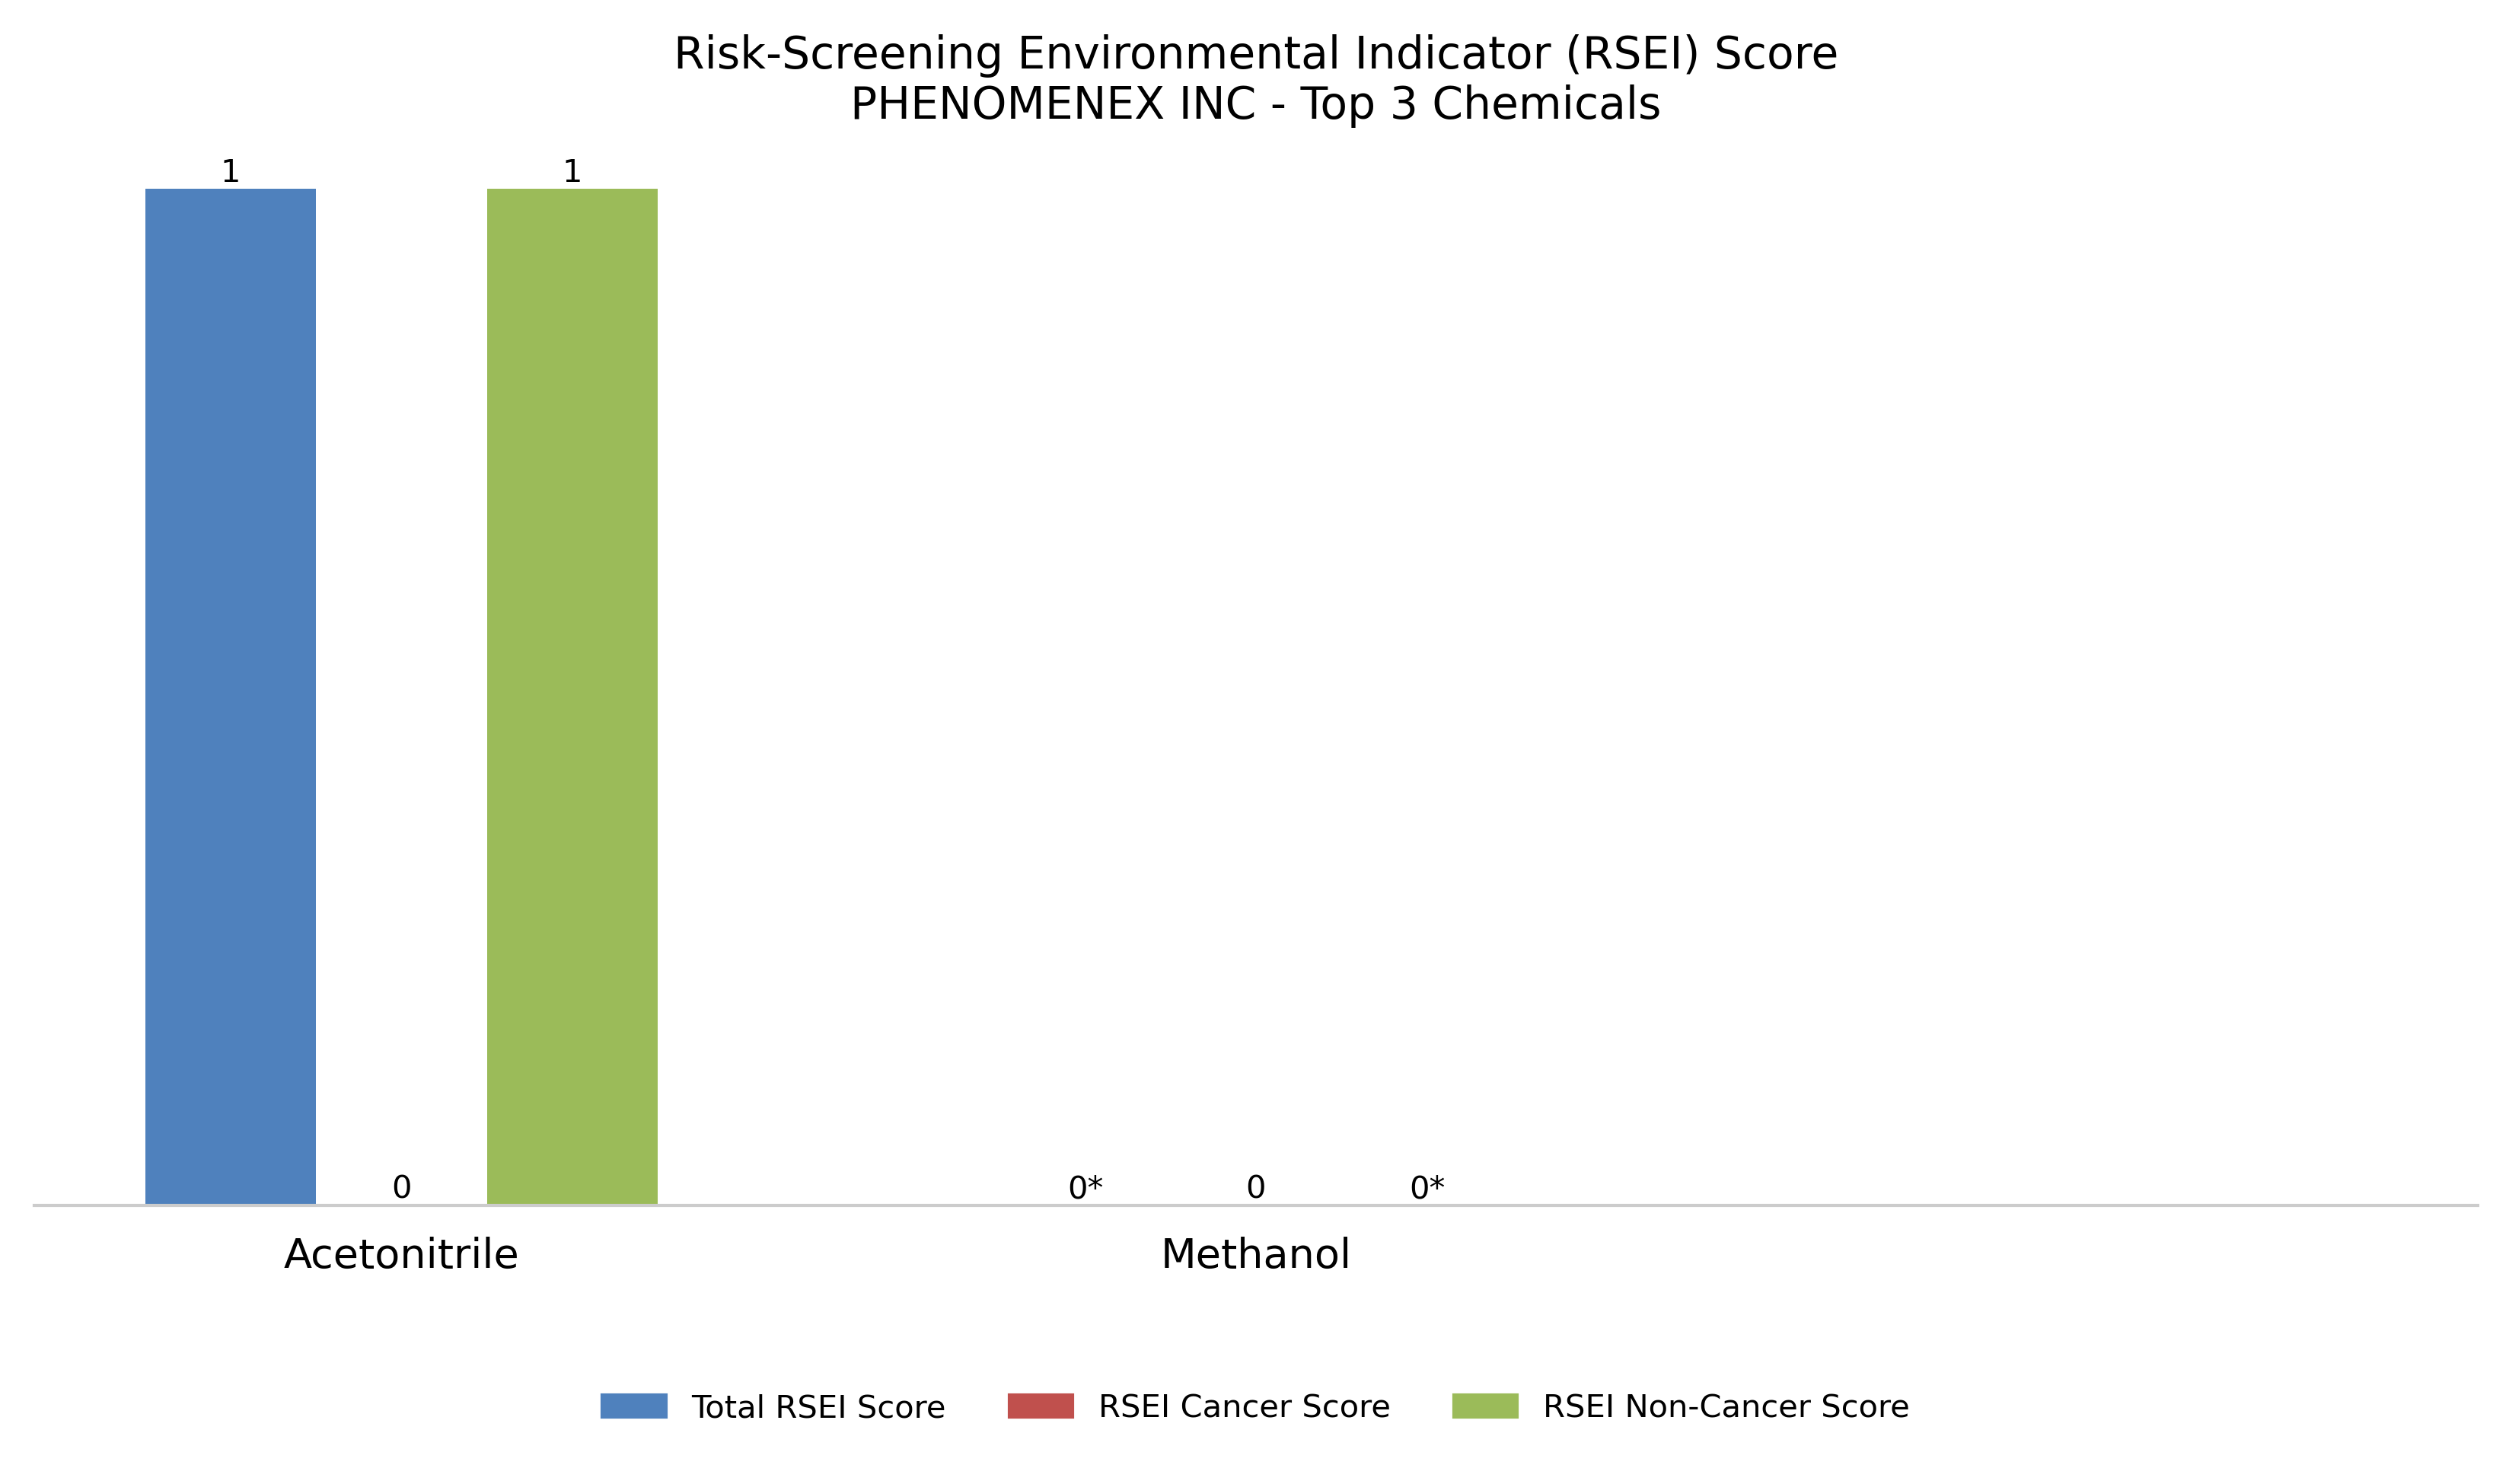 Risk-Screening Environmental Indicator (RSEI) Score
PHENOMENEX INC - Top 3 Chemicals
1
1
0
0*
0
0*
Acetonitrile
Methanol
Total RSEI Score
RSEI Cancer Score
RSEI Non-Cancer Score